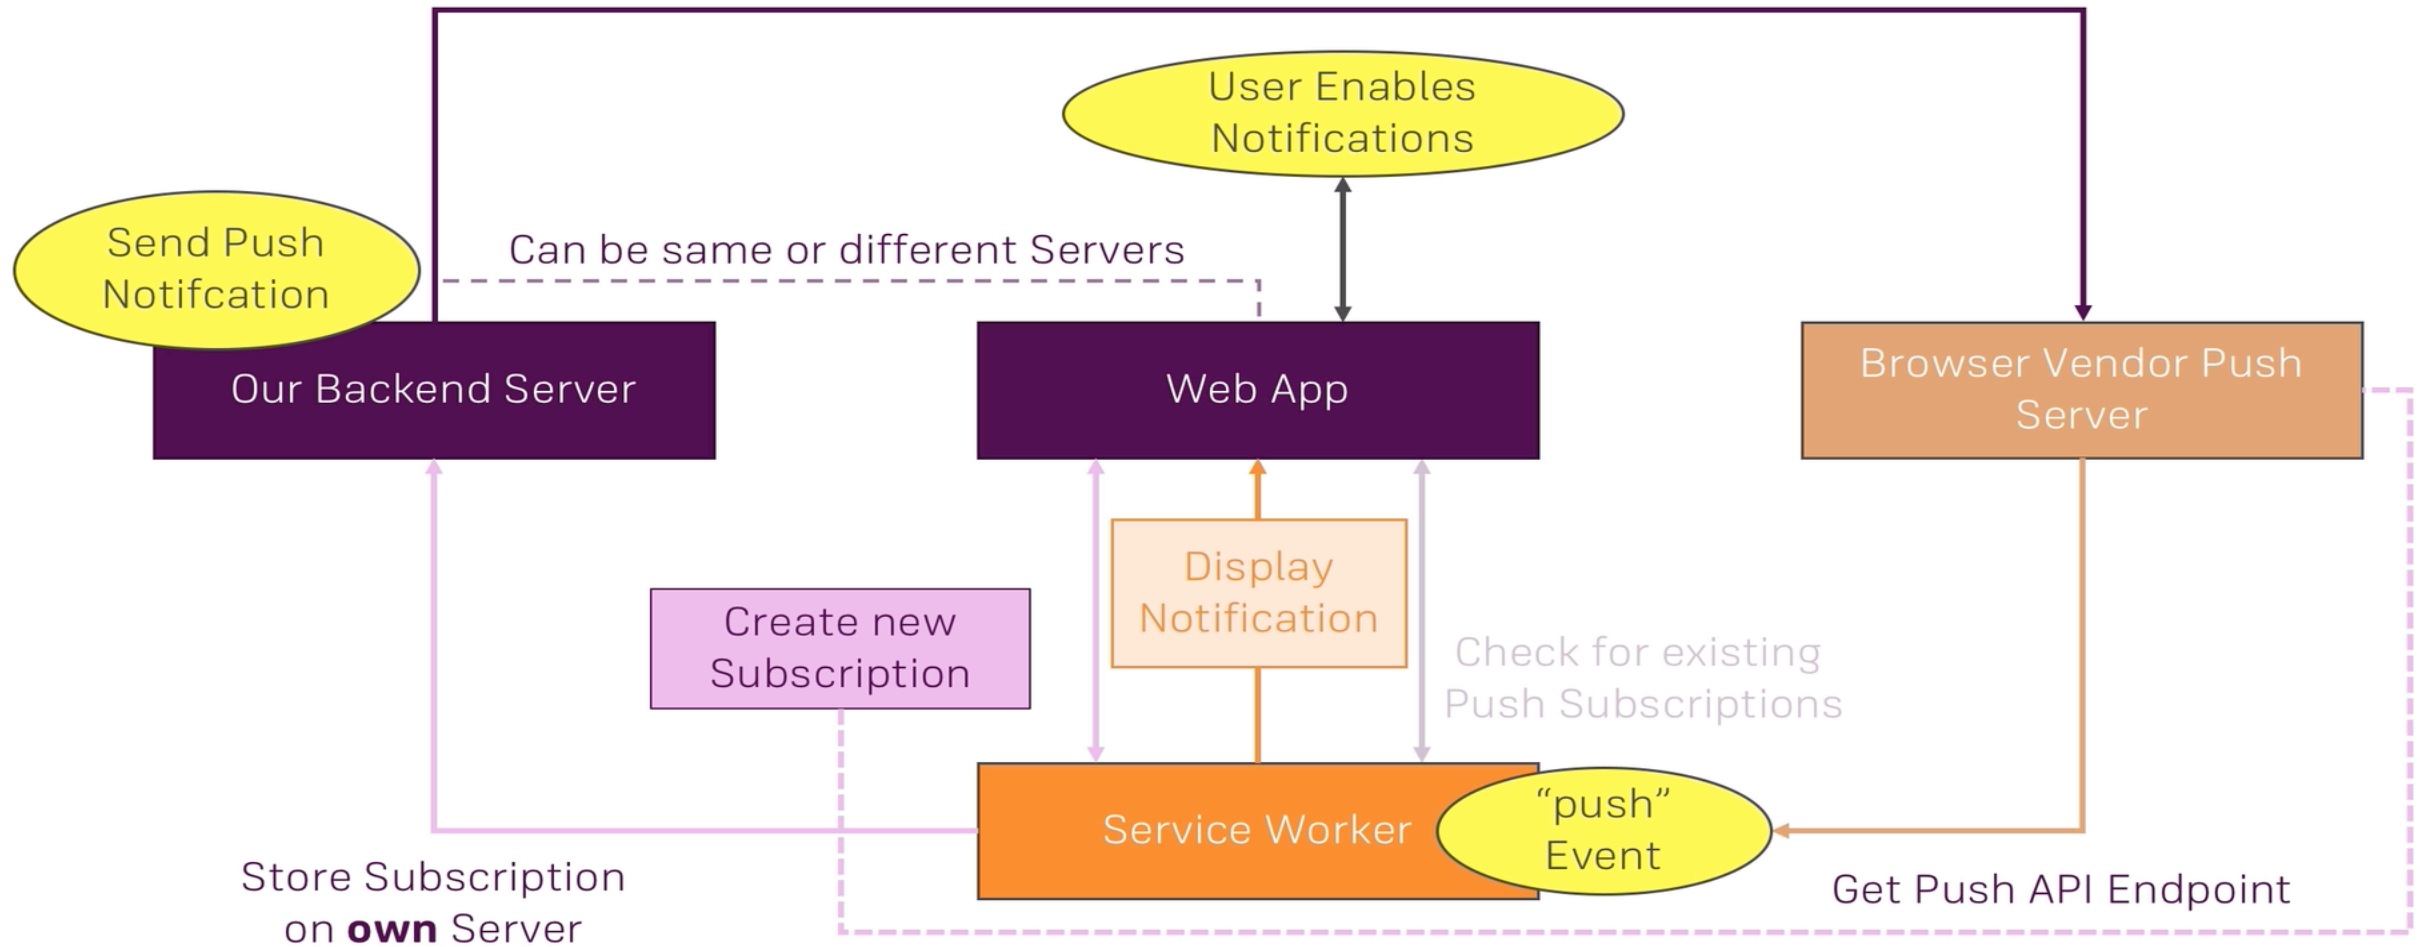 User Enables
Notifications
Send Push
Notifcation
Can be same or different Servers
Our Backend Server
Web App
Browser Vendor Push
Server
Display
Notification
Create new
Subscription
Check for existing
Push Subscriptions
Service Worker
“push”
Event
Store Subscription
on own Server
Get Push API Endpoint